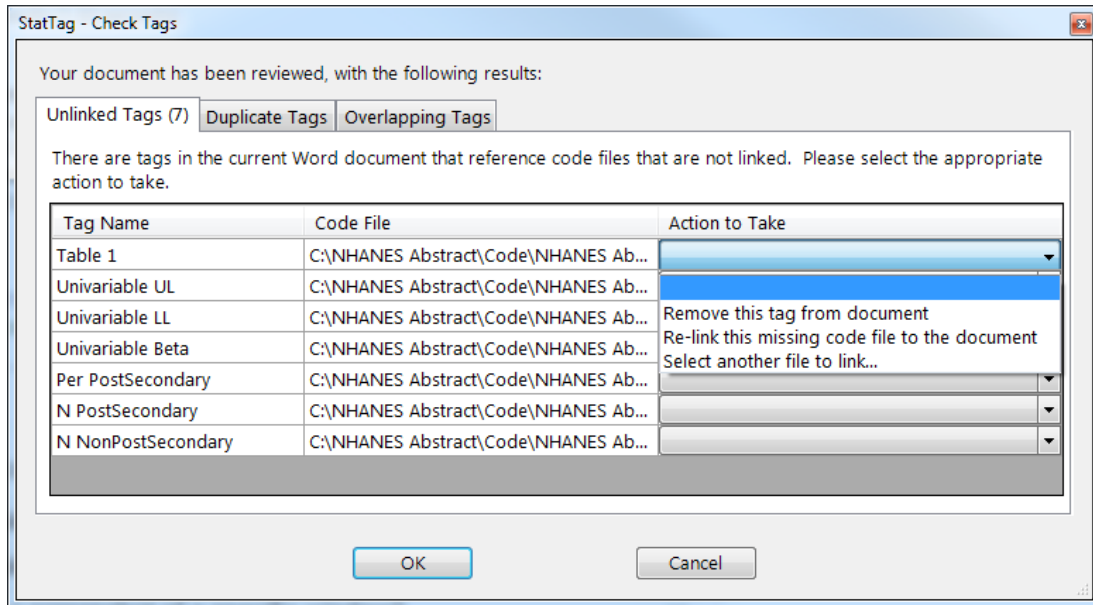 StatTag - Check Tags
Your document has been reviewed, with the following results:
Unlinked Tags (7) Duplicate Tags Overlapping Tags
There are tags in the current Word document that reference code files that are not linked. Please select the appropriate
action to take.
Tag Name Code File Action to Take
Table 1 C:\NHANES Abstract\Code\NHANES Ab...
Univariable UL C:\NHANES Abstract\Code\NHANES Ab...
Univariable LL C:\NHANES Abstract\Code\NHANES Ab... Remove this tag from document
Univariable Beta C:\NHANES Abstract\Code\NHANES Ab... Re-link this missing code file to the document
Select another file to link...
Per PostSecondary C:\NHANES Abstract\Code\NHANES Ab...
N PostSecondary C:\NHANES Abstract\Code\NHANES Ab...
N NonPostSecondary C:\NHANES Abstract\Code\NHANES Ab...
OK Cancel